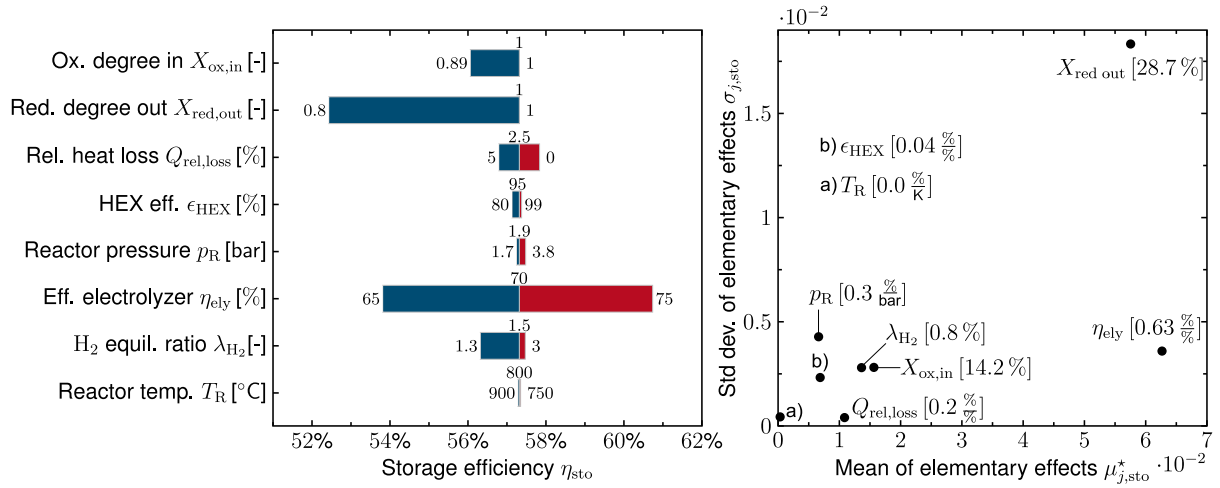 Ox. degree in X_ox,in [-]
0.89
1
1
Red. degree out X_red,out [-]
0.8
1
1
Rel. heat loss Q_rel,loss [%]
5
2.5
0
HEX eff. ϵ_HEX [%]
80
95
99
Reactor pressure p_R [bar]
1.7
1.9
3.8
Eff. electrolyzer η_ely [%]
65
70
75
H₂ equil. ratio λ_H₂ [-]
1.3
1.5
3
Reactor temp. T_R [°C]
900
800
750
52% 54% 56% 58% 60% 62%
Storage efficiency η_sto
·10⁻²
Std dev. of elementary effects σ_j,sto
1.5
1
0.5
0
X_red out [28.7 %]
b) ϵ_HEX [0.04 %/%]
a) T_R [0.0 %/K]
p_R [0.3 %/bar]
λ_H₂ [0.8 %]
η_ely [0.63 %/%]
b)
X_ox,in [14.2 %]
a)
Q_rel,loss [0.2 %/%]
0 1 2 3 4 5 6 7
Mean of elementary effects μ*_j,sto ·10⁻²